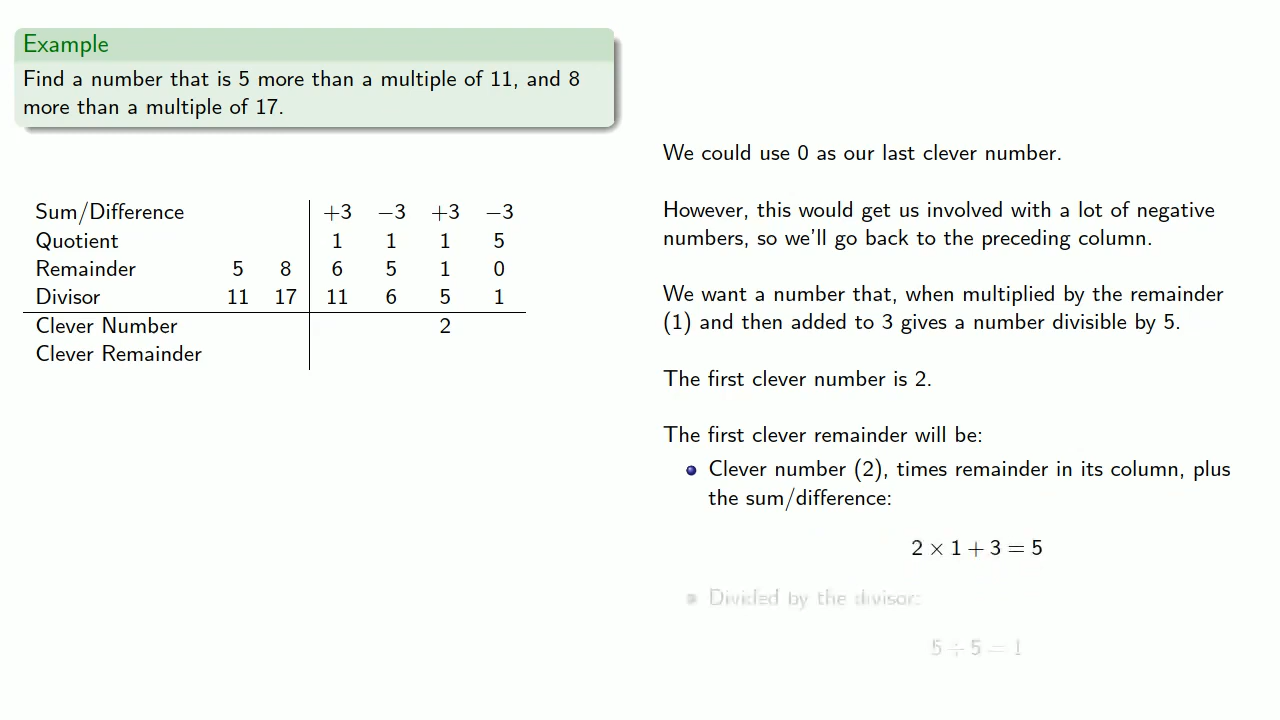 Example
Find a number that is 5 more than a multiple of 11, and 8
more than a multiple of 17.
We could use 0 as our last clever number.
However, this would get us involved with a lot of negative
numbers, so we'll go back to the preceding column.
We want a number that, when multiplied by the remainder
(1) and then added to 3 gives a number divisible by 5.
The first clever number is 2.
The first clever remainder will be:
Clever number (2), times remainder in its column, plus
the sum/difference:
2 × 1 + 3 = 5
Divided by the divisor:
5 ÷ 5 = 1
Sum/Difference +3 −3 +3 −3
Quotient 1 1 1 5
Remainder 5 8 6 5 1 0
Divisor 11 17 11 6 5 1
Clever Number 2
Clever Remainder